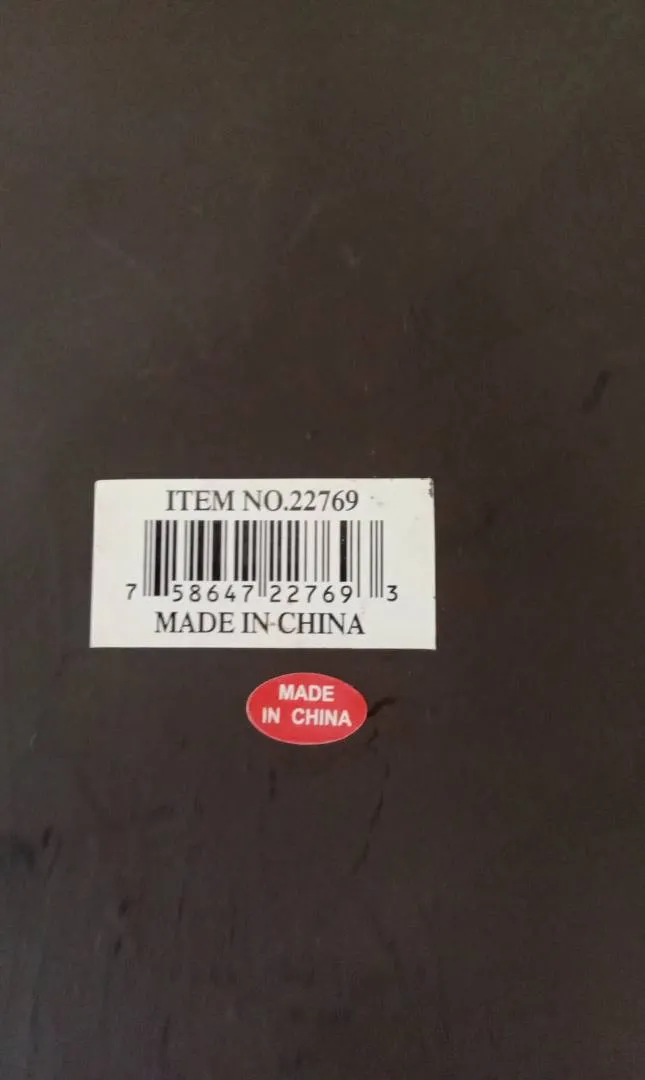 ITEM NO.22769
7 58647 22769 3
MADE IN CHINA
MADE
IN CHINA